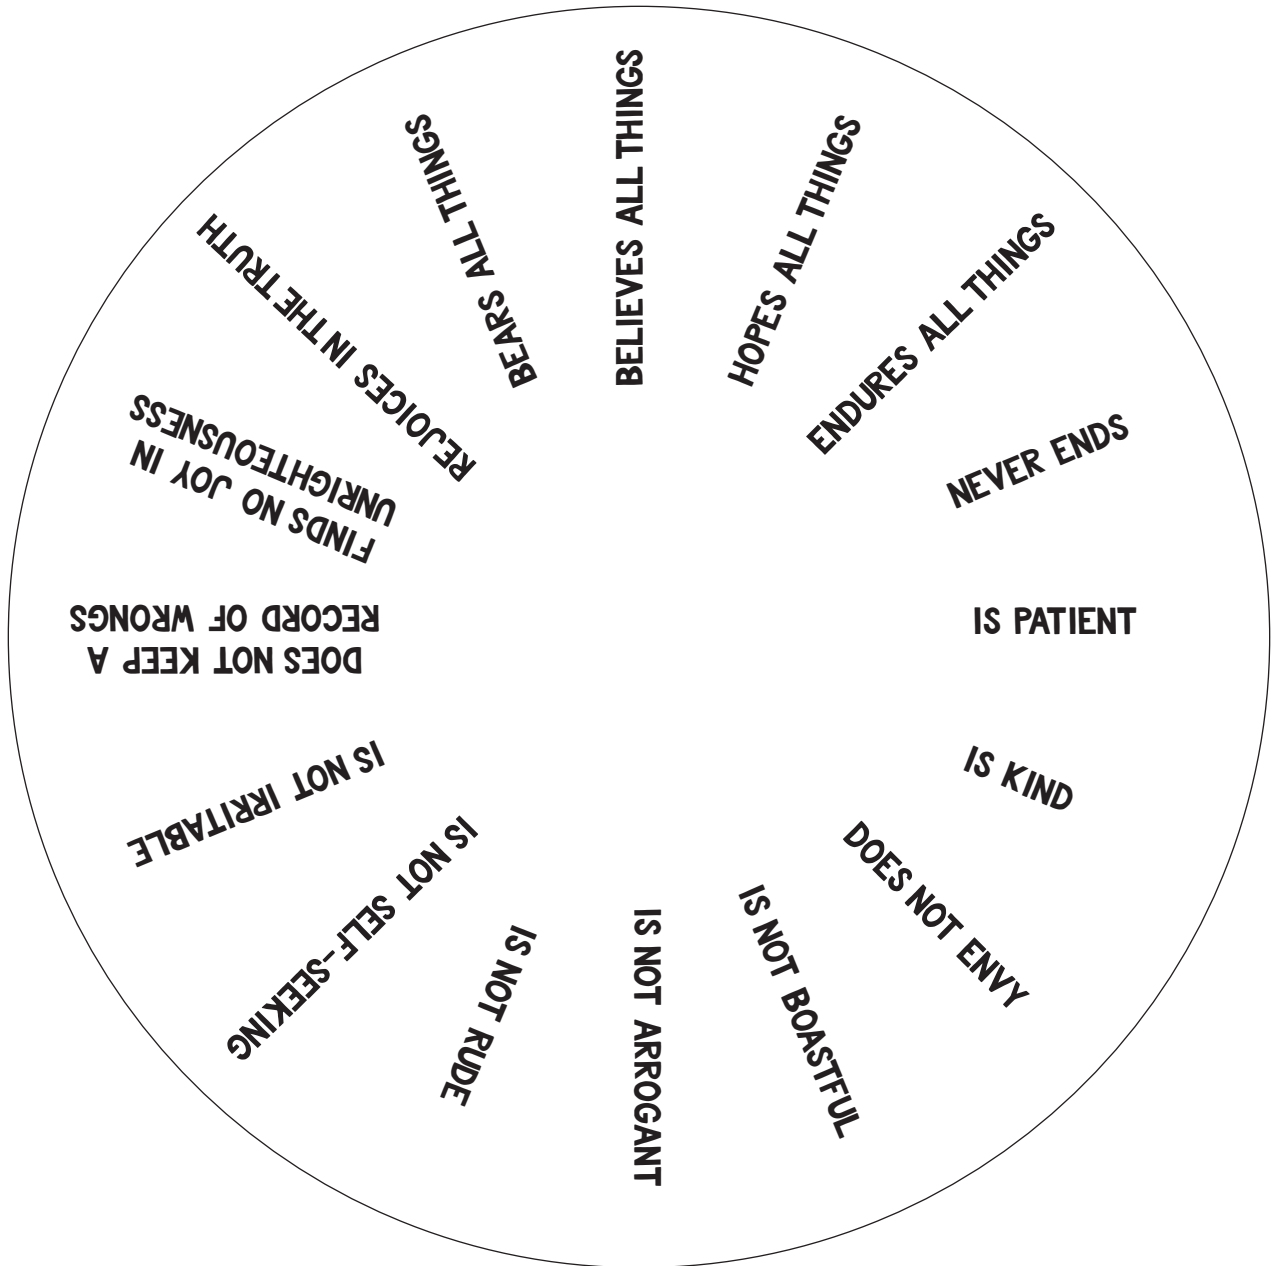 IS PATIENT
IS KIND
DOES NOT ENVY
IS NOT BOASTFUL
IS NOT ARROGANT
IS NOT RUDE
IS NOT SELF-SEEKING
IS NOT IRRITABLE
DOES NOT KEEP A
RECORD OF WRONGS
FINDS NO JOY IN
UNRIGHTEOUSNESS
REJOICES IN THE TRUTH
BEARS ALL THINGS
BELIEVES ALL THINGS
HOPES ALL THINGS
ENDURES ALL THINGS
NEVER ENDS